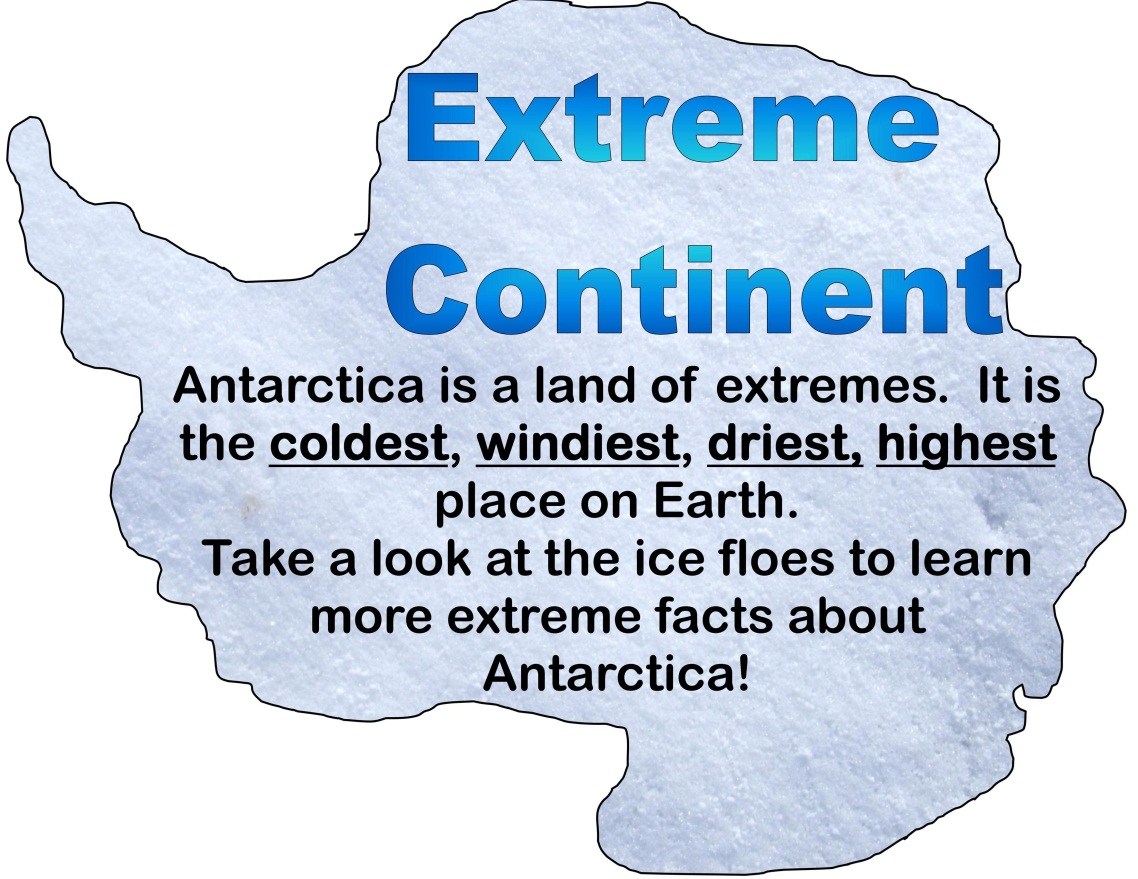 Extreme
Continent
Antarctica is a land of extremes.  It is
the coldest, windiest, driest, highest
place on Earth.
Take a look at the ice floes to learn
more extreme facts about
Antarctica!